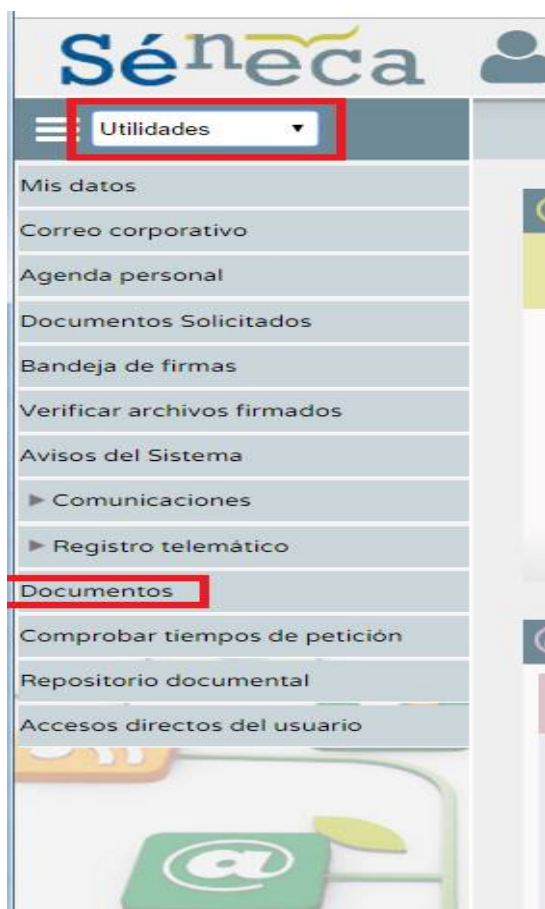 Séneca
Utilidades
Mis datos
Correo corporativo
Agenda personal
Documentos Solicitados
Bandeja de firmas
Verificar archivos firmados
Avisos del Sistema
Comunicaciones
Registro telemático
Documentos
Comprobar tiempos de petición
Repositorio documental
Accesos directos del usuario
@